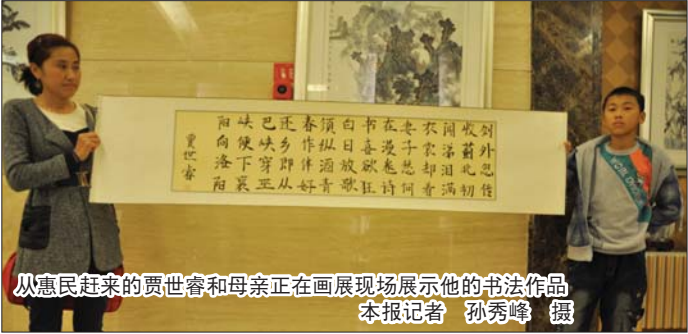 剑外忽传
收蓟北初
闻涕泪满
衣裳却看
妻子愁何
在漫卷诗
书喜欲狂
白日放歌
须纵酒青
春作伴好
还乡即从
巴峡穿巫
峡便下襄
阳向洛阳
贾世睿
从惠民赶来的贾世睿和母亲正在画展现场展示他的书法作品
本报记者 孙秀峰 摄